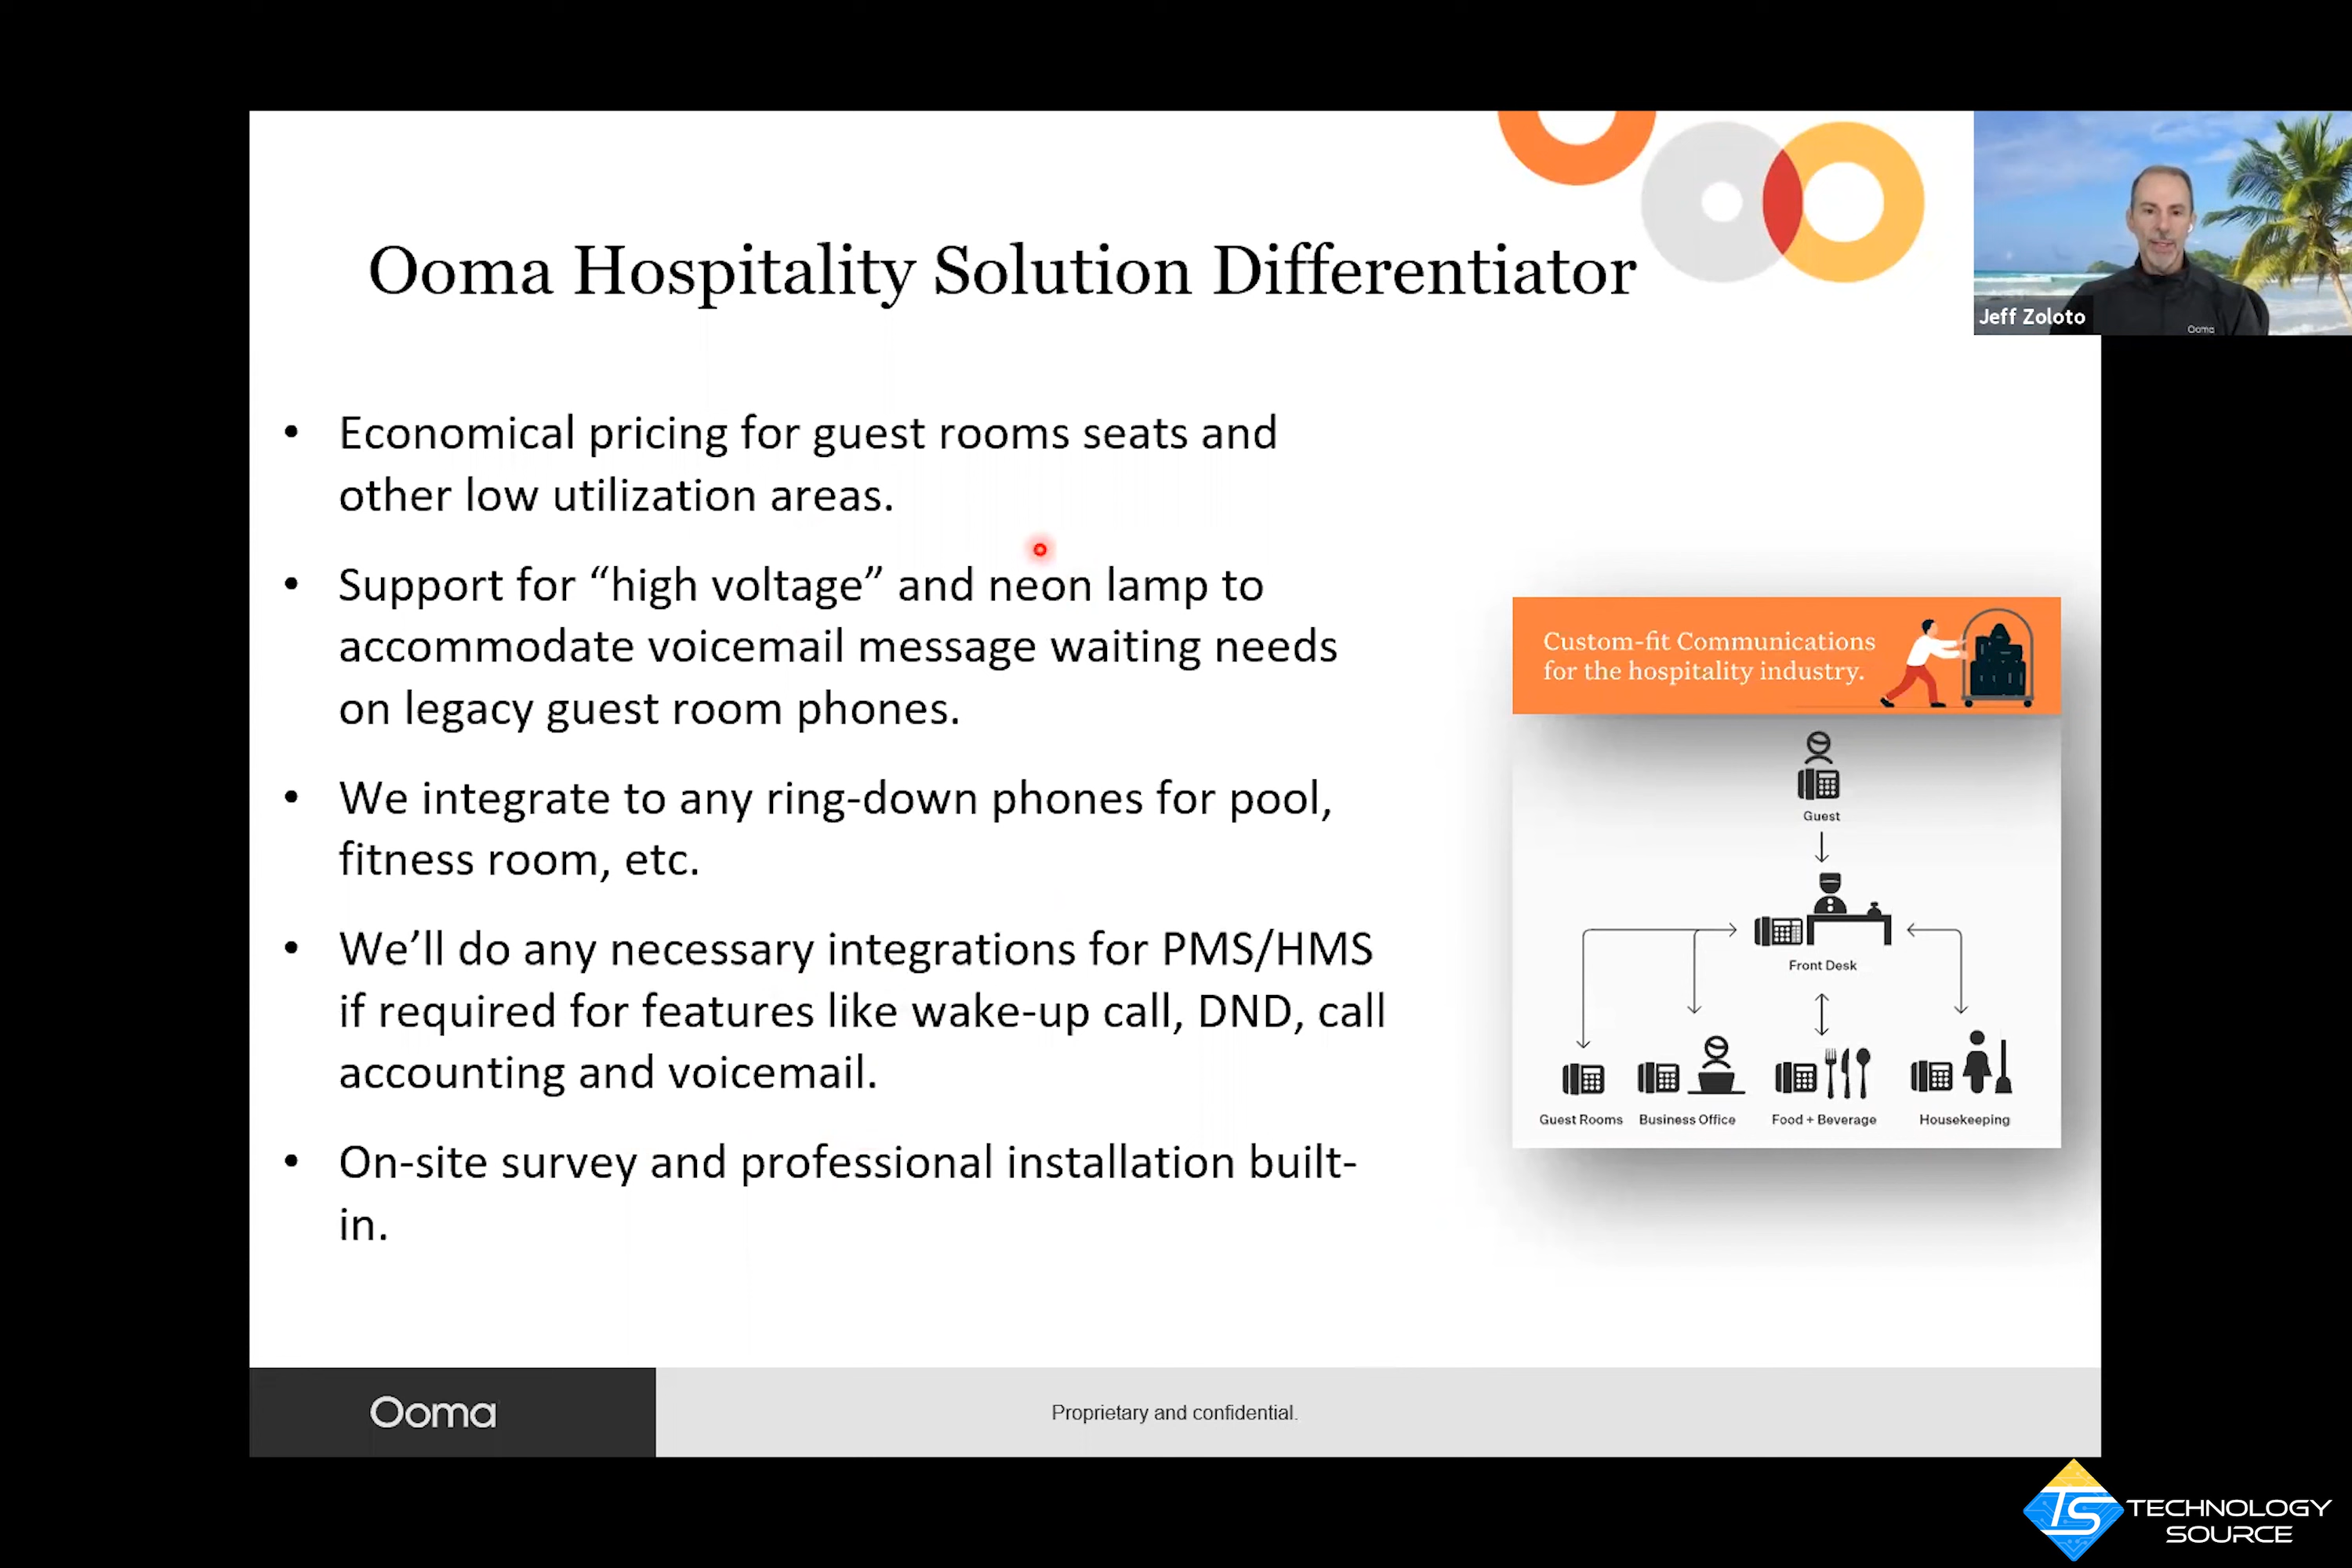 Ooma Hospitality Solution Differentiator
Jeff Zoloto
Ooma
• Economical pricing for guest rooms seats and
other low utilization areas.
• Support for “high voltage” and neon lamp to
accommodate voicemail message waiting needs
on legacy guest room phones.
• We integrate to any ring-down phones for pool,
fitness room, etc.
• We’ll do any necessary integrations for PMS/HMS
if required for features like wake-up call, DND, call
accounting and voicemail.
• On-site survey and professional installation built-
in.
Custom-fit Communications
for the hospitality industry.
Guest
Front Desk
Guest Rooms
Business Office
Food + Beverage
Housekeeping
Ooma
Proprietary and confidential.
TS
TECHNOLOGY
SOURCE